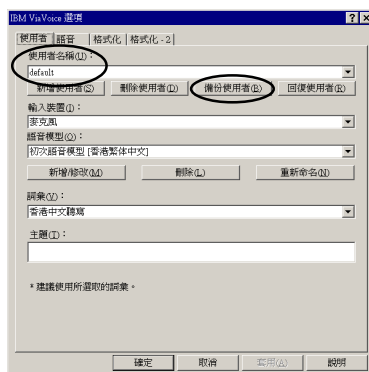 IBM ViaVoice 選項
使用者 語音 格式化 格式化 - 2
使用者名稱(U)：
default
新增使用者(S) 刪除使用者(D) 備份使用者(B) 回復使用者(R)
輸入裝置(I)：
麥克風
語音模型(O)：
初次語音模型 [香港繁体中文]
新增/修改(M) 刪除(L) 重新命名(N)
詞彙(V)：
香港中文聽寫
主題(T)：
* 建議使用所選取的詞彙。
確定 取消 套用(A) 說明